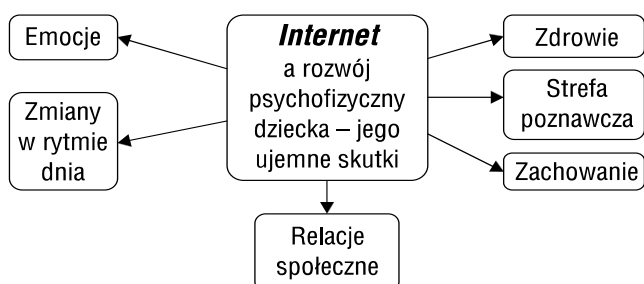 Emocje
Zmiany
w rytmie
dnia
Internet
a rozwój
psychofizyczny
dziecka – jego
ujemne skutki
Zdrowie
Strefa
poznawcza
Zachowanie
Relacje
społeczne